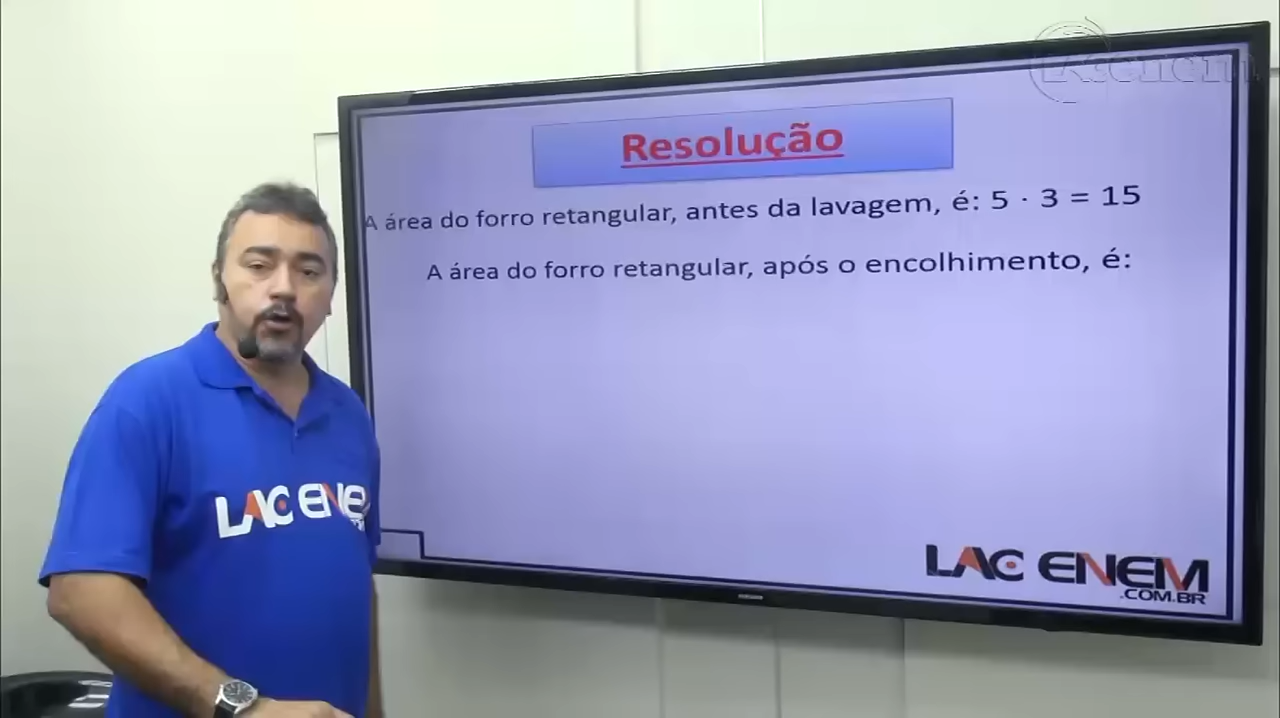 Resolução
A área do forro retangular, antes da lavagem, é: 5 · 3 = 15
A área do forro retangular, após o encolhimento, é:
LAC ENEM
LAC ENEM
.COM.BR